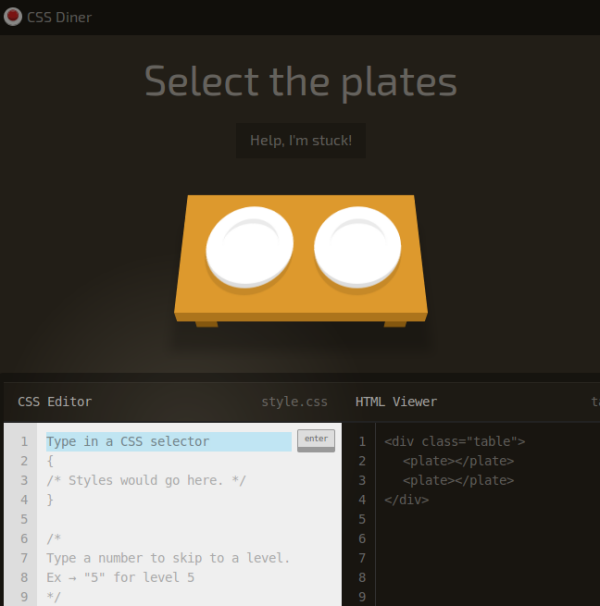 CSS Diner
Select the plates
Help, I'm stuck!
CSS Editor style.css HTML Viewer
1 Type in a CSS selector enter
2 {
3 /* Styles would go here. */
4 }
5
6 /*
7 Type a number to skip to a level.
8 Ex → "5" for level 5
9 */
1 <div class="table">
2 <plate></plate>
3 <plate></plate>
4 </div>
5
6
7
8
9